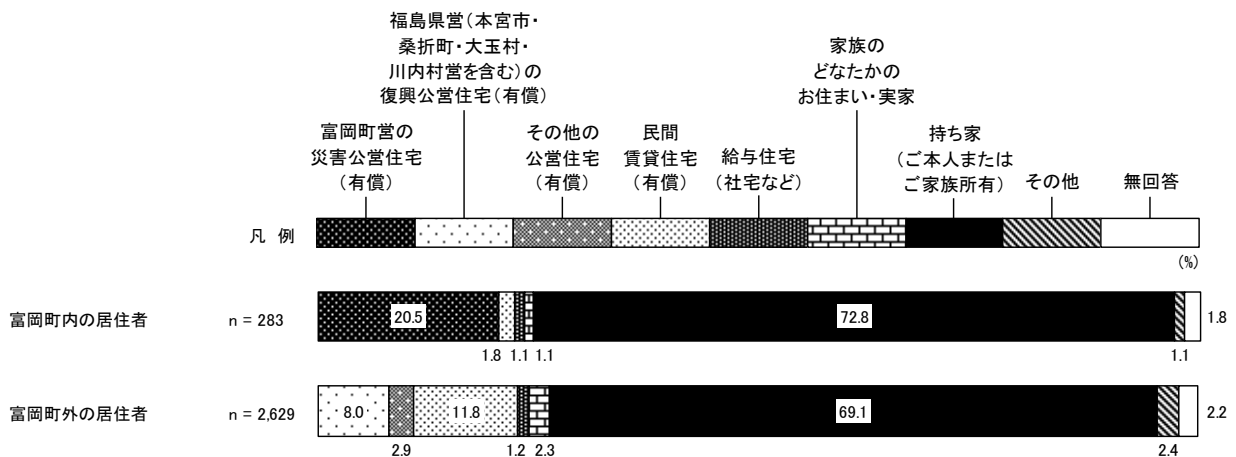 福島県営(本宮市・
桑折町・大玉村・
川内村営を含む)の
復興公営住宅(有償)
家族の
どなたかの
お住まい・実家
富岡町営の
災害公営住宅
(有償)
その他の
公営住宅
(有償)
民間
賃貸住宅
(有償)
給与住宅
(社宅など)
持ち家
(ご本人または
ご家族所有)
その他
無回答
凡 例
(%)
富岡町内の居住者 n = 283 20.5 72.8 1.8
1.8 1.1 1.1 1.1
富岡町外の居住者 n = 2,629 8.0 11.8 69.1 2.2
2.9 1.2 2.3 2.4